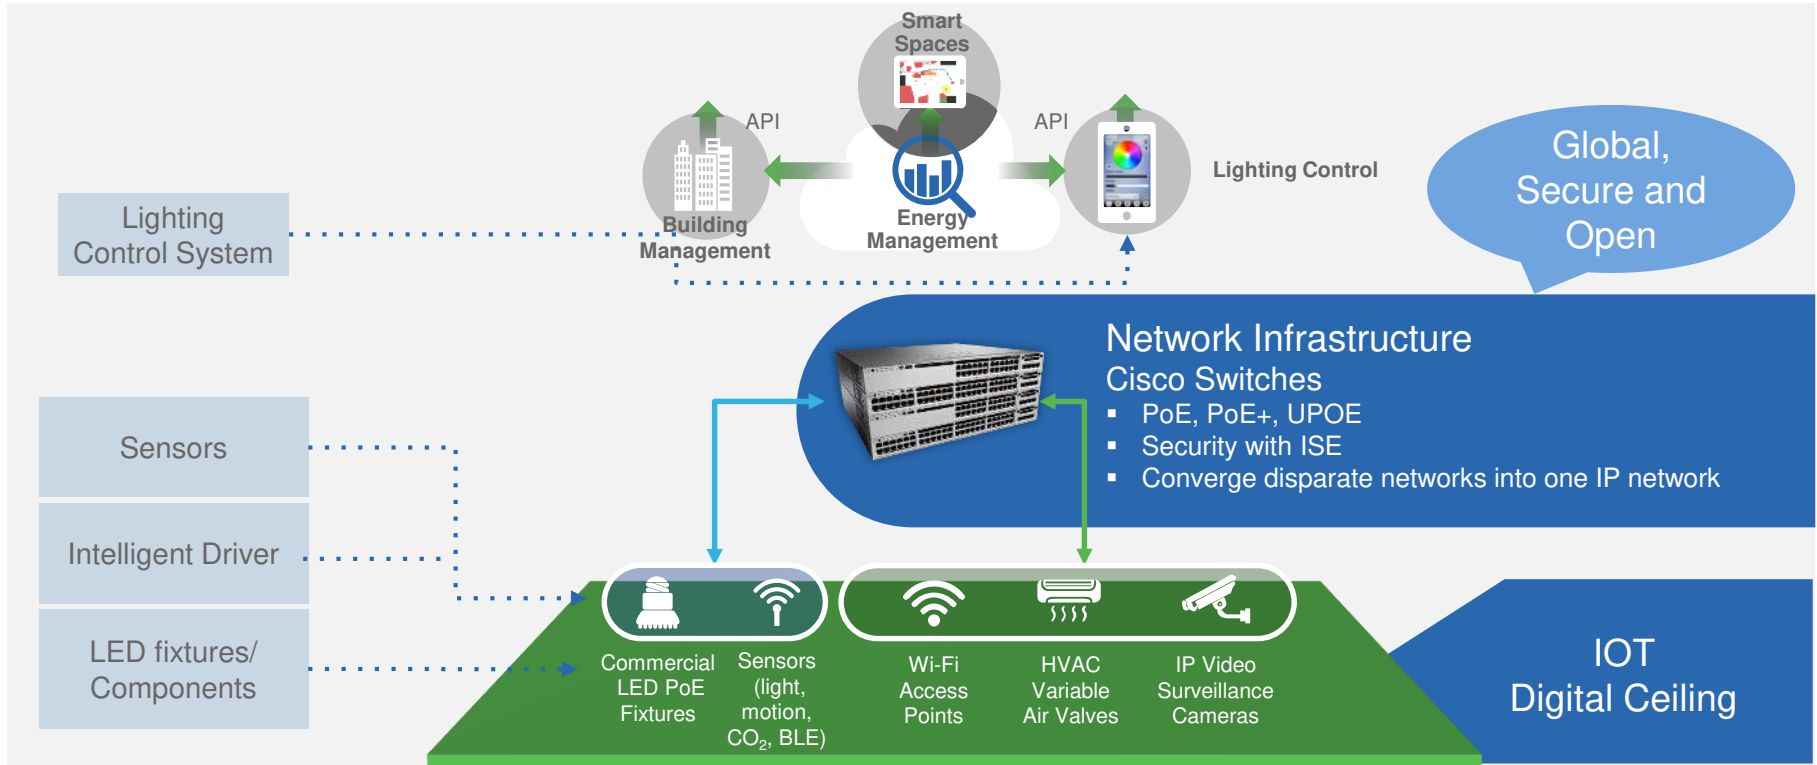 Smart
Spaces
API
API
Lighting Control
Building
Management
Energy
Management
Global,
Secure and
Open
Lighting
Control System
Network Infrastructure
Cisco Switches
▪ PoE, PoE+, UPOE
▪ Security with ISE
▪ Converge disparate networks into one IP network
Sensors
Intelligent Driver
LED fixtures/
Components
Commercial
LED PoE
Fixtures
Sensors
(light,
motion,
CO₂, BLE)
Wi-Fi
Access
Points
HVAC
Variable
Air Valves
IP Video
Surveillance
Cameras
IOT
Digital Ceiling